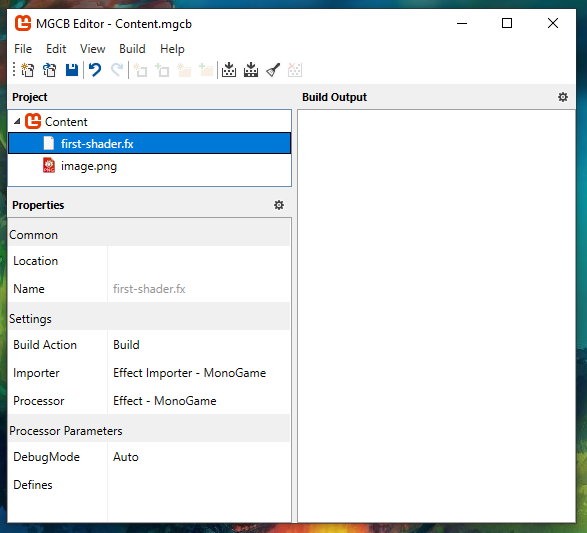 MGCB Editor - Content.mgcb
File Edit View Build Help
Project
Content
first-shader.fx
image.png
Properties
Common
Location
Name first-shader.fx
Settings
Build Action Build
Importer Effect Importer - MonoGame
Processor Effect - MonoGame
Processor Parameters
DebugMode Auto
Defines
Build Output